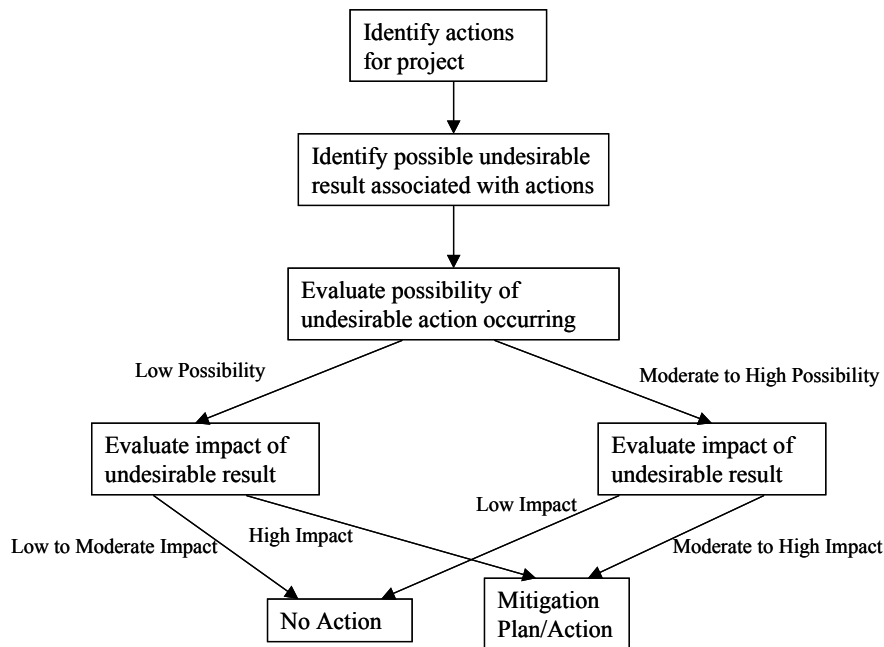 Identify actions
for project
Identify possible undesirable
result associated with actions
Evaluate possibility of
undesirable action occurring
Low Possibility
Moderate to High Possibility
Evaluate impact of
undesirable result
Evaluate impact of
undesirable result
Low to Moderate Impact
High Impact
Low Impact
Moderate to High Impact
No Action
Mitigation
Plan/Action